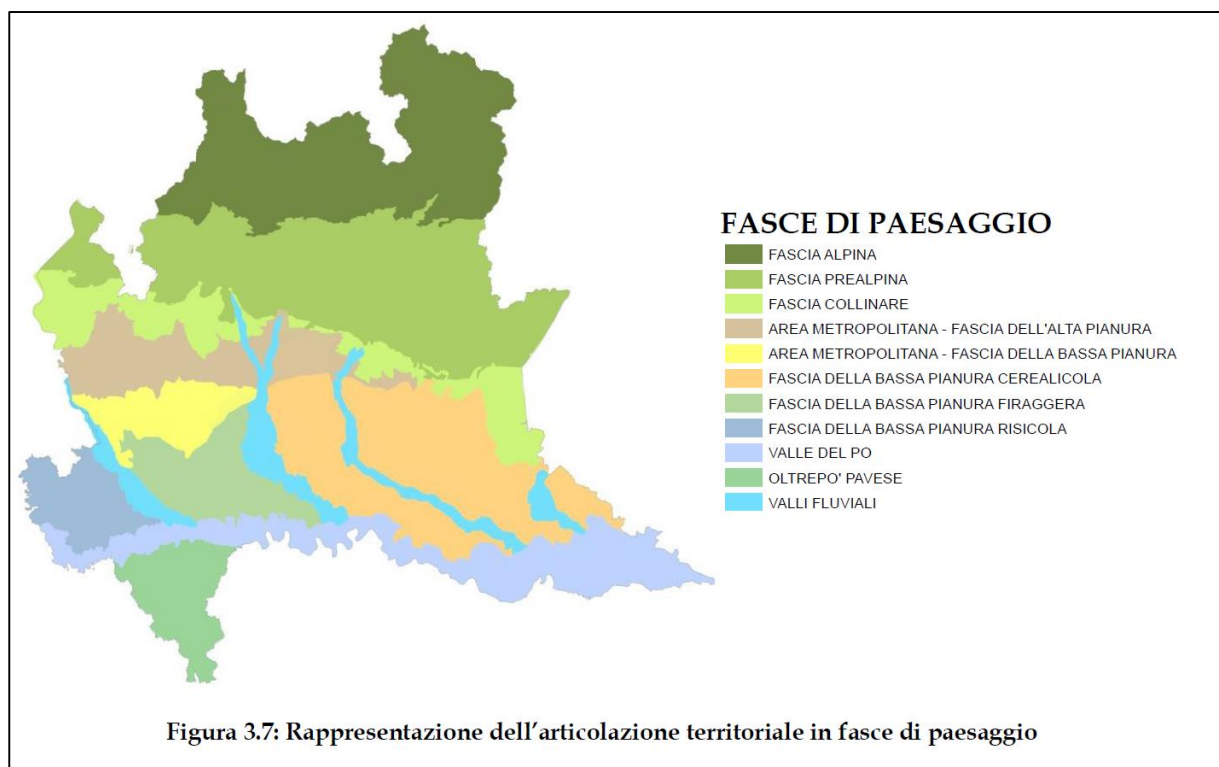 FASCE DI PAESAGGIO
FASCIA ALPINA
FASCIA PREALPINA
FASCIA COLLINARE
AREA METROPOLITANA - FASCIA DELL'ALTA PIANURA
AREA METROPOLITANA - FASCIA DELLA BASSA PIANURA
FASCIA DELLA BASSA PIANURA CEREALICOLA
FASCIA DELLA BASSA PIANURA FIRAGGERA
FASCIA DELLA BASSA PIANURA RISICOLA
VALLE DEL PO
OLTREPO' PAVESE
VALLI FLUVIALI
Figura 3.7: Rappresentazione dell'articolazione territoriale in fasce di paesaggio